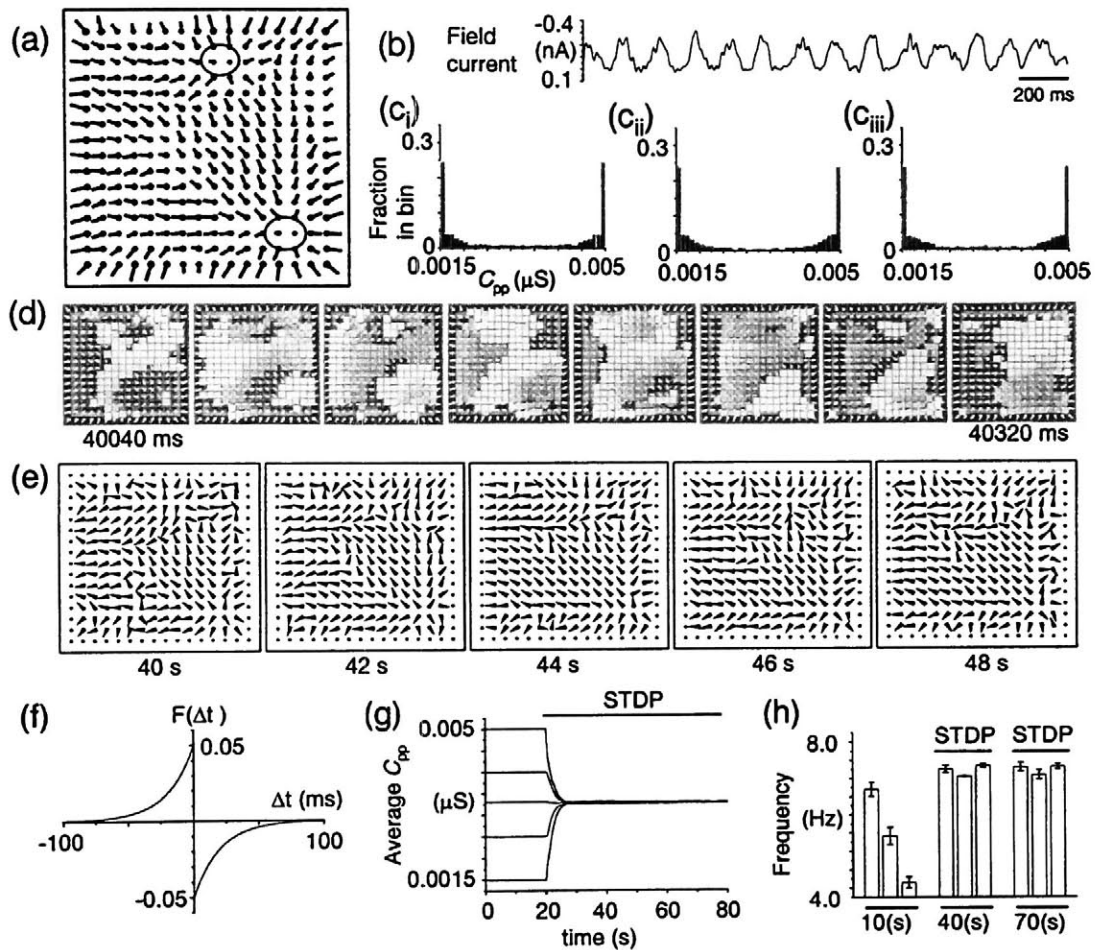 (a)
(b) Field current
-0.4
(nA)
0.1
200 ms
(ci)
0.3
Fraction in bin
0
0.0015
0.005
Cpp (μS)
(cii)
0.3
0
0.0015
0.005
(ciii)
0.3
0
0.0015
0.005
(d)
40040 ms
40320 ms
(e)
40 s
42 s
44 s
46 s
48 s
(f)
F(Δt )
0.05
Δt (ms)
-100
100
-0.05
(g)
STDP
0.005
Average Cpp
(μS)
0.0015
0
20
40
60
80
time (s)
(h)
STDP
STDP
8.0
Frequency
(Hz)
4.0
10(s)
40(s)
70(s)